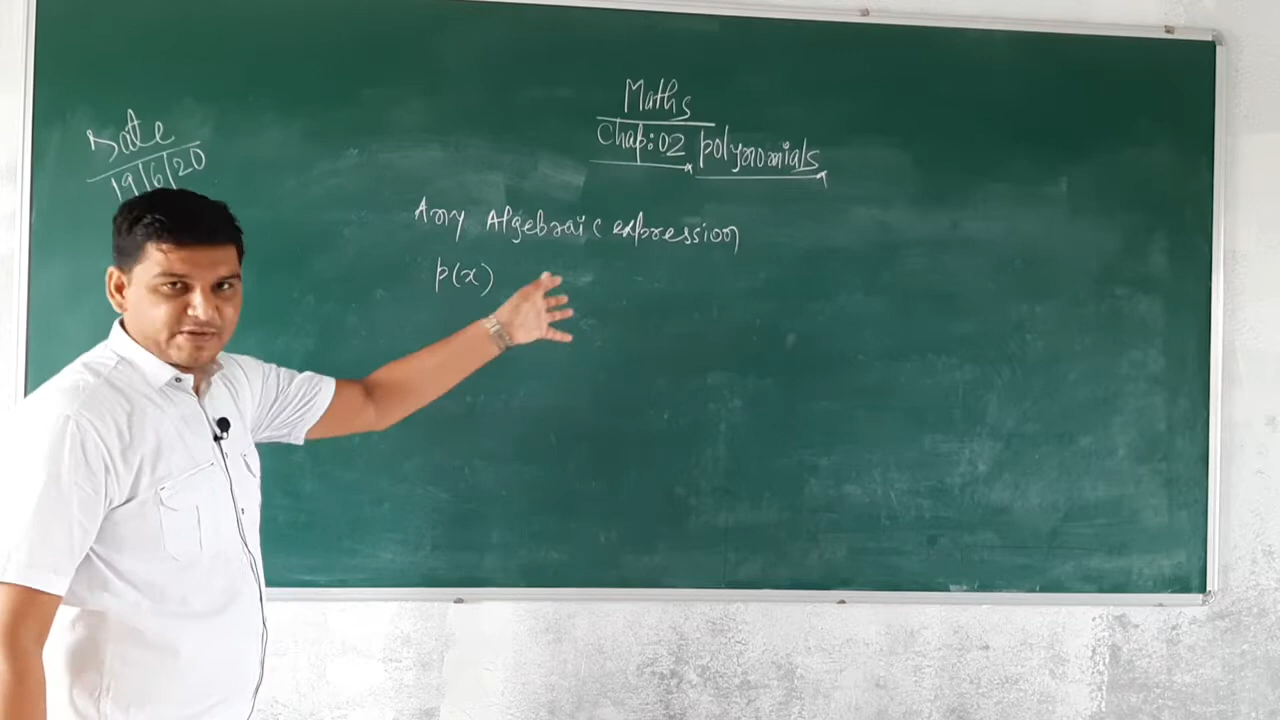 Date
19/6/20
Maths
Chap:02 polynomials
Any Algebraic expression
p(x)